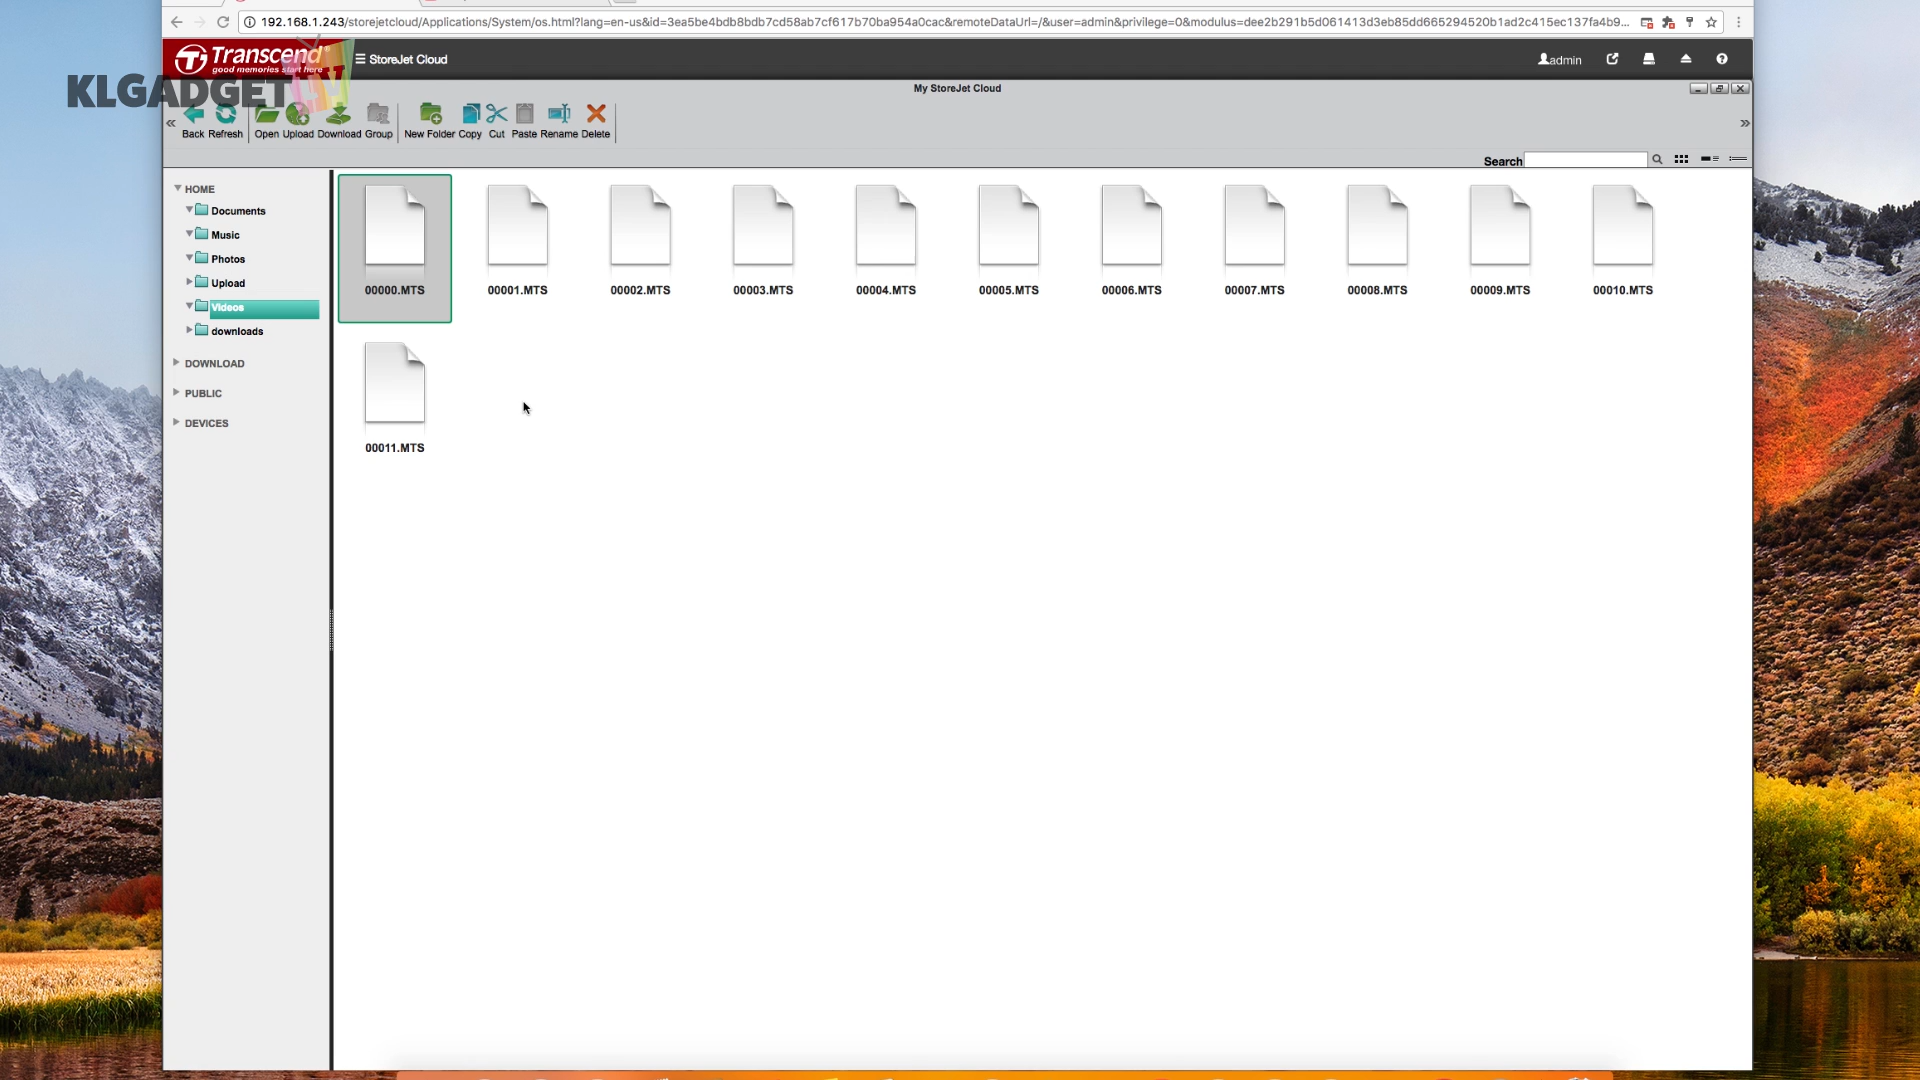 192.168.1.243/storejetcloud/Applications/System/os.html?lang=en-us&id=3ea5be4bdb8bdb7cd58ab7cf617b70ba954a0cac&remoteDataUrl=/&user=admin&privilege=0&modulus=dee2b291b5d061413d3eb85dd665294520b1ad2c415ec137fa4b9...
Transcend
good memories start here
StoreJet Cloud
admin
KLGADGETTV
My StoreJet Cloud
Back Refresh Open Upload Download Group New Folder Copy Cut Paste Rename Delete
Search
HOME
Documents
Music
Photos
Upload
Videos
downloads
DOWNLOAD
PUBLIC
DEVICES
00000.MTS 00001.MTS 00002.MTS 00003.MTS 00004.MTS 00005.MTS 00006.MTS 00007.MTS 00008.MTS 00009.MTS 00010.MTS
00011.MTS